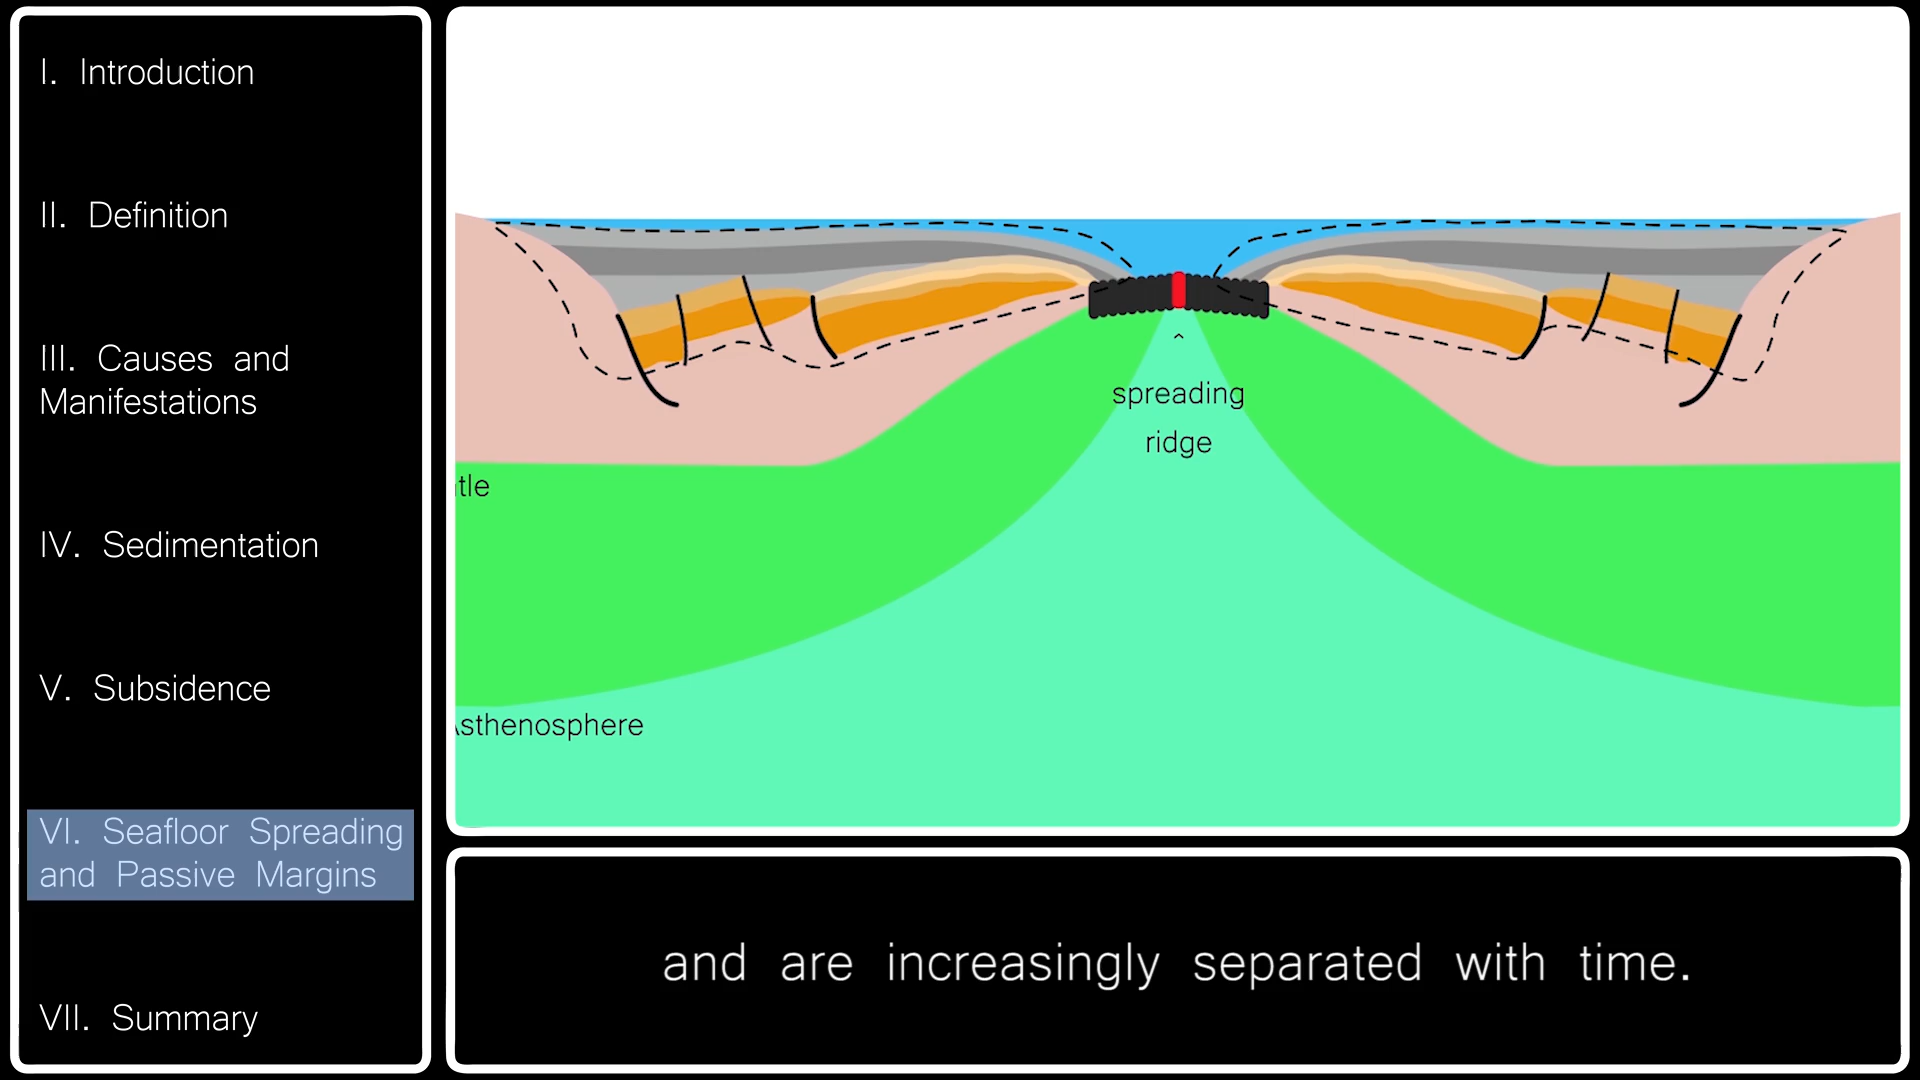 I. Introduction
II. Definition
III. Causes and
Manifestations
IV. Sedimentation
V. Subsidence
VI. Seafloor Spreading
and Passive Margins
VII. Summary
^
spreading
ridge
tle
Asthenosphere
and are increasingly separated with time.